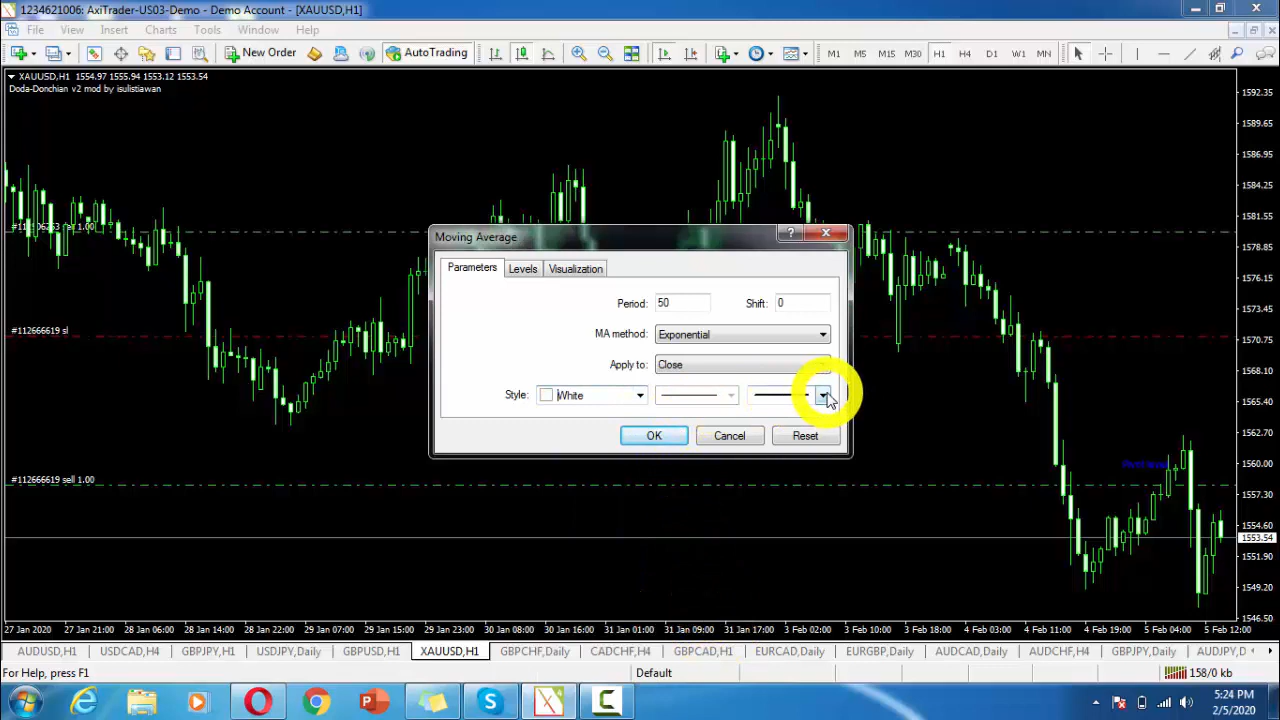 1234621006: AxiTrader-US03-Demo - Demo Account - [XAUUSD,H1]
File View Insert Charts Tools Window Help
New Order AutoTrading M1 M5 M15 M30 H1 H4 D1 W1 MN
XAUUSD,H1 1554.97 1555.94 1553.12 1553.54
Doda-Donchian v2 mod by isulistiawan
1592.35
1589.65
1586.95
1584.25
1581.55
1578.85
1576.15
1573.45
1570.75
1568.10
1565.40
1562.70
1560.00
1557.30
1554.60
1553.54
1551.90
1549.20
1546.50
1.00
#112666619 sl
#112666619 sell 1.00
Moving Average
Parameters Levels Visualization
Period: 50 Shift: 0
MA method: Exponential
Apply to: Close
Style: White
OK Cancel Reset
27 Jan 2020 27 Jan 21:00 28 Jan 06:00 28 Jan 14:00 28 Jan 22:00 29 Jan 07:00 29 Jan 15:00 29 Jan 23:00 30 Jan 08:00 30 Jan 16:00 31 Jan 01:00 31 Jan 09:00 31 Jan 17:00 3 Feb 02:00 3 Feb 10:00 3 Feb 18:00 4 Feb 03:00 4 Feb 11:00 4 Feb 19:00 5 Feb 04:00 5 Feb 12:00
AUDUSD,H1 USDCAD,H4 GBPJPY,H1 USDJPY,Daily GBPUSD,H1 XAUUSD,H1 GBPCHF,Daily CADCHF,H4 GBPCAD,H1 EURCAD,Daily EURGBP,Daily AUDCAD,Daily AUDCHF,H4 GBPJPY,Daily AUDJPY,D
For Help, press F1 Default 158/0 kb
5:24 PM
2/5/2020